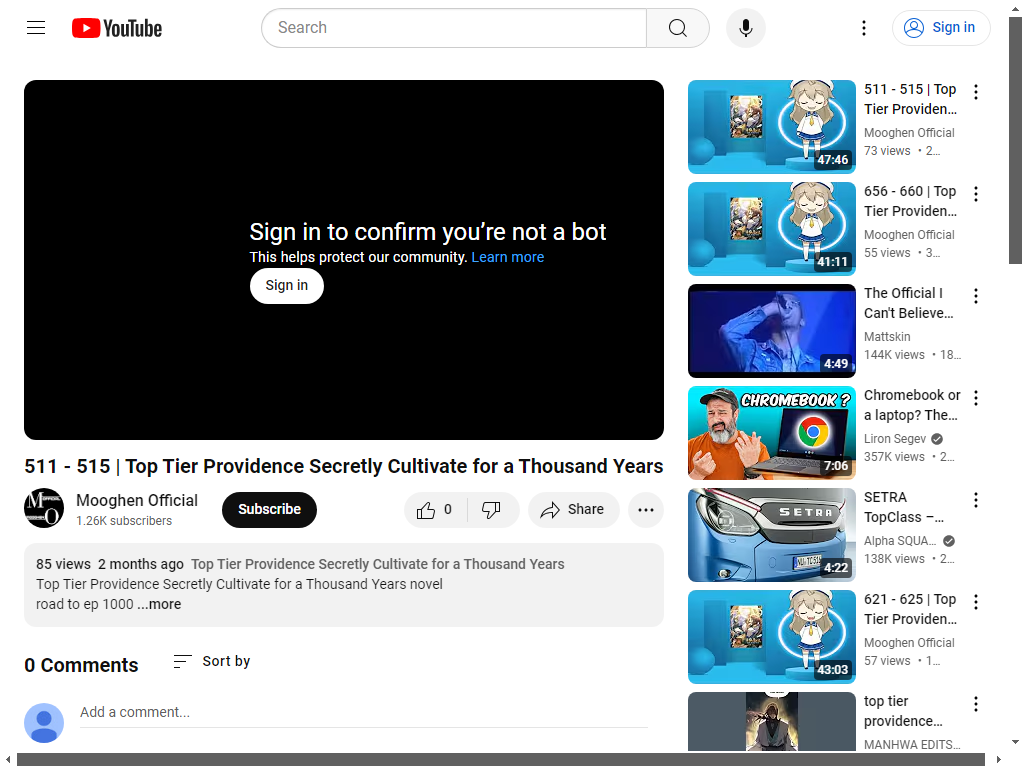 YouTube
Search
Sign in
Sign in to confirm you’re not a bot
This helps protect our community. Learn more
Sign in
511 - 515 | Top Tier Providence Secretly Cultivate for a Thousand Years
Mooghen Official
1.26K subscribers
Subscribe
0
Share
85 views 2 months ago Top Tier Providence Secretly Cultivate for a Thousand Years
Top Tier Providence Secretly Cultivate for a Thousand Years novel
road to ep 1000 ...more
0 Comments
Sort by
Add a comment...
47:46
511 - 515 | Top
Tier Providen...
Mooghen Official
73 views • 2...
41:11
656 - 660 | Top
Tier Providen...
Mooghen Official
55 views • 3...
4:49
The Official I
Can't Believe...
Mattskin
144K views • 18...
CHROMEBOOK ?
7:06
Chromebook or
a laptop? The...
Liron Segev
357K views • 2...
SETRA
4:22
SETRA
TopClass –...
Alpha SQUA...
138K views • 2...
43:03
621 - 625 | Top
Tier Providen...
Mooghen Official
57 views • 1...
top tier
providence...
MANHWA EDITS...